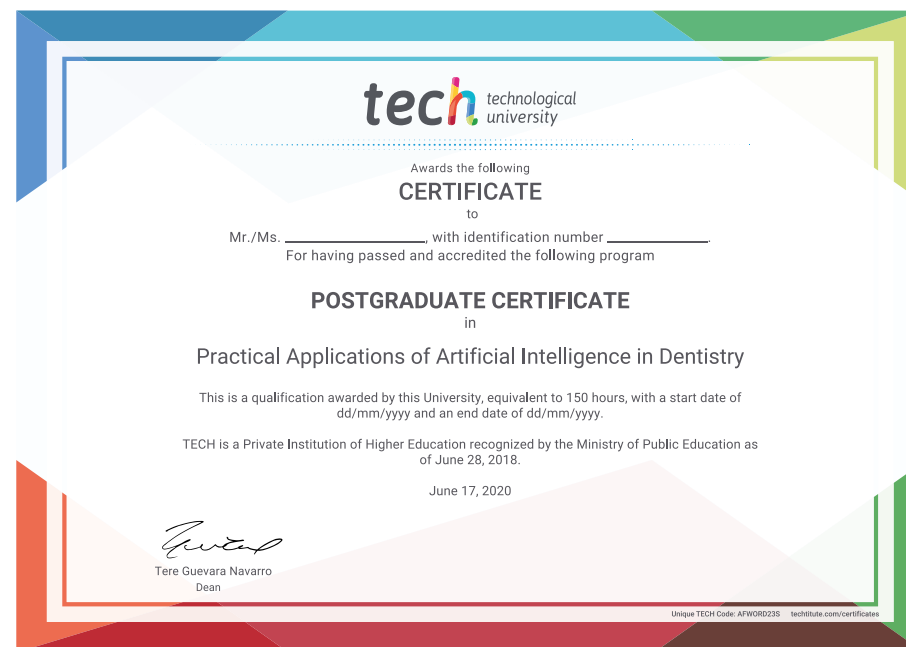 tech technological
university
Awards the following
CERTIFICATE
to
Mr./Ms. ____________________, with identification number ______________.
For having passed and accredited the following program
POSTGRADUATE CERTIFICATE
in
Practical Applications of Artificial Intelligence in Dentistry
This is a qualification awarded by this University, equivalent to 150 hours, with a start date of
dd/mm/yyyy and an end date of dd/mm/yyyy.
TECH is a Private Institution of Higher Education recognized by the Ministry of Public Education as
of June 28, 2018.
June 17, 2020
Tere Guevara Navarro
Dean
Unique TECH Code: AFWORD23S techtitute.com/certificates